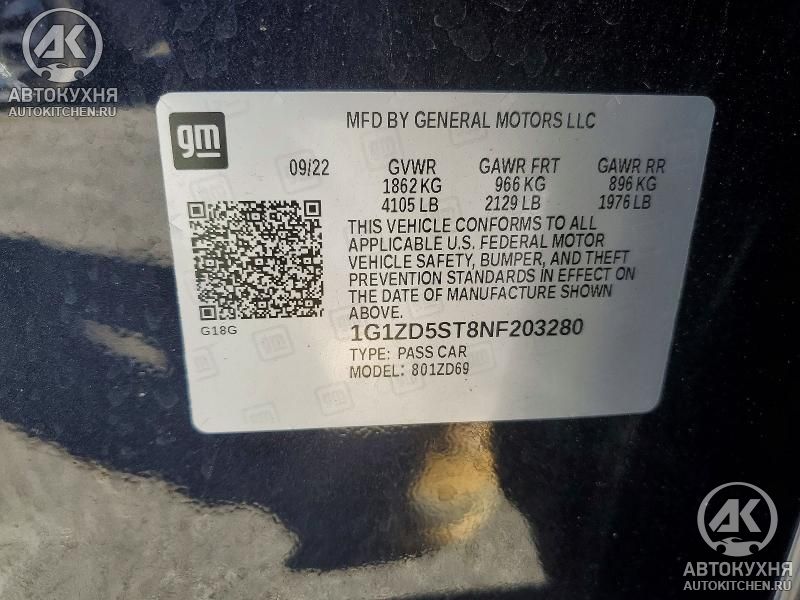 АК
АВТОКУХНЯ
AUTOKITCHEN.RU
gm
MFD BY GENERAL MOTORS LLC
09/22 GVWR GAWR FRT GAWR RR
1862 KG 966 KG 896 KG
4105 LB 2129 LB 1976 LB
THIS VEHICLE CONFORMS TO ALL
APPLICABLE U.S. FEDERAL MOTOR
VEHICLE SAFETY, BUMPER, AND THEFT
PREVENTION STANDARDS IN EFFECT ON
THE DATE OF MANUFACTURE SHOWN
ABOVE.
G18G
1G1ZD5ST8NF203280
TYPE: PASS CAR
MODEL: 801ZD69
АК
АВТОКУХНЯ
AUTOKITCHEN.RU